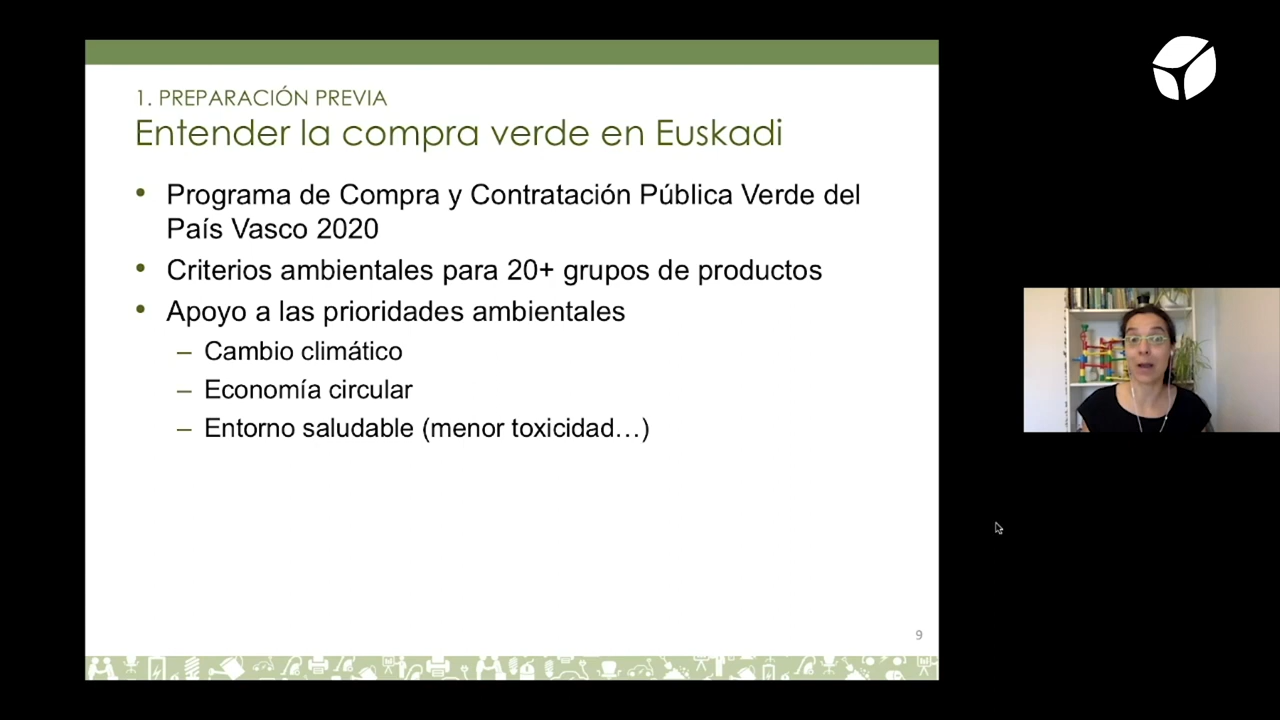 1. PREPARACIÓN PREVIA
Entender la compra verde en Euskadi
• Programa de Compra y Contratación Pública Verde del
País Vasco 2020
• Criterios ambientales para 20+ grupos de productos
• Apoyo a las prioridades ambientales
– Cambio climático
– Economía circular
– Entorno saludable (menor toxicidad…)
9